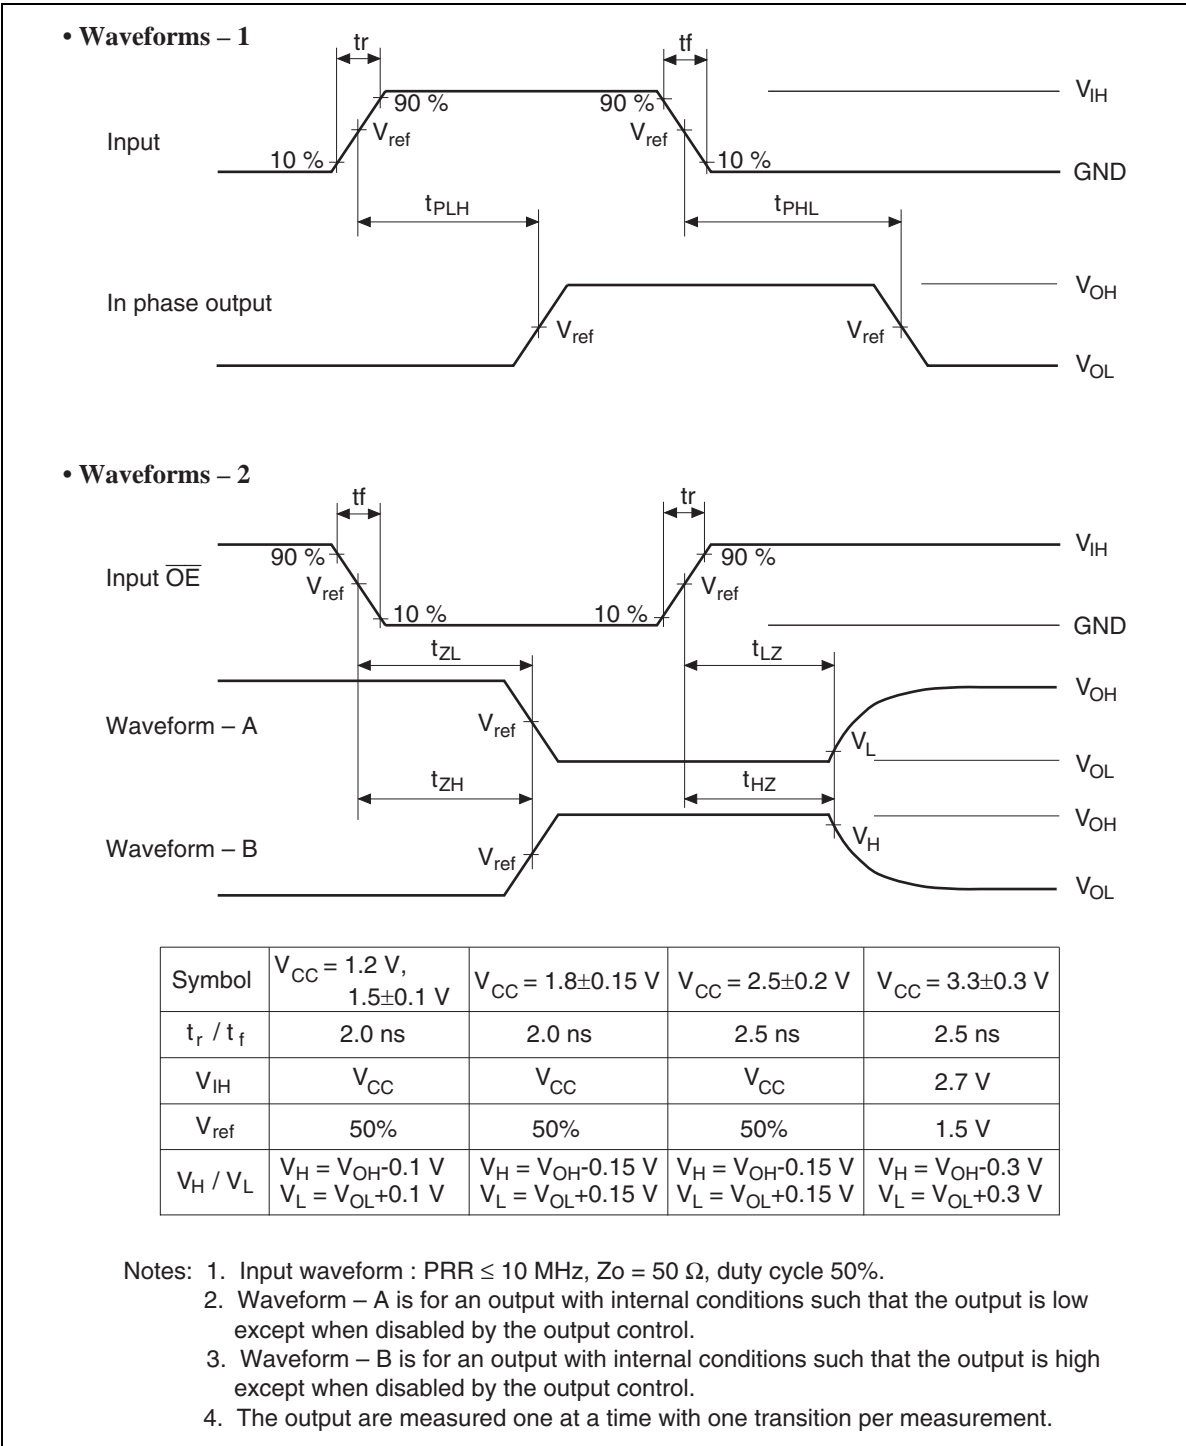 • Waveforms – 1
tr
tf
90 %
90 %
V_IH
Input
V_ref
V_ref
10 %
10 %
GND
t_PLH
t_PHL
In phase output
V_OH
V_ref
V_ref
V_OL
• Waveforms – 2
tf
tr
90 %
90 %
V_IH
Input O̅E̅
V_ref
V_ref
10 %
10 %
GND
t_ZL
t_LZ
V_OH
Waveform – A
V_ref
V_L
V_OL
t_ZH
t_HZ
V_OH
Waveform – B
V_ref
V_H
V_OL
Symbol V_CC = 1.2 V, 1.5±0.1 V V_CC = 1.8±0.15 V V_CC = 2.5±0.2 V V_CC = 3.3±0.3 V
t_r / t_f 2.0 ns 2.0 ns 2.5 ns 2.5 ns
V_IH V_CC V_CC V_CC 2.7 V
V_ref 50% 50% 50% 1.5 V
V_H / V_L V_H = V_OH-0.1 V V_H = V_OH-0.15 V V_H = V_OH-0.15 V V_H = V_OH-0.3 V
V_L = V_OL+0.1 V V_L = V_OL+0.15 V V_L = V_OL+0.15 V V_L = V_OL+0.3 V
Notes: 1. Input waveform : PRR ≤ 10 MHz, Zo = 50 Ω, duty cycle 50%.
2. Waveform – A is for an output with internal conditions such that the output is low
except when disabled by the output control.
3. Waveform – B is for an output with internal conditions such that the output is high
except when disabled by the output control.
4. The output are measured one at a time with one transition per measurement.